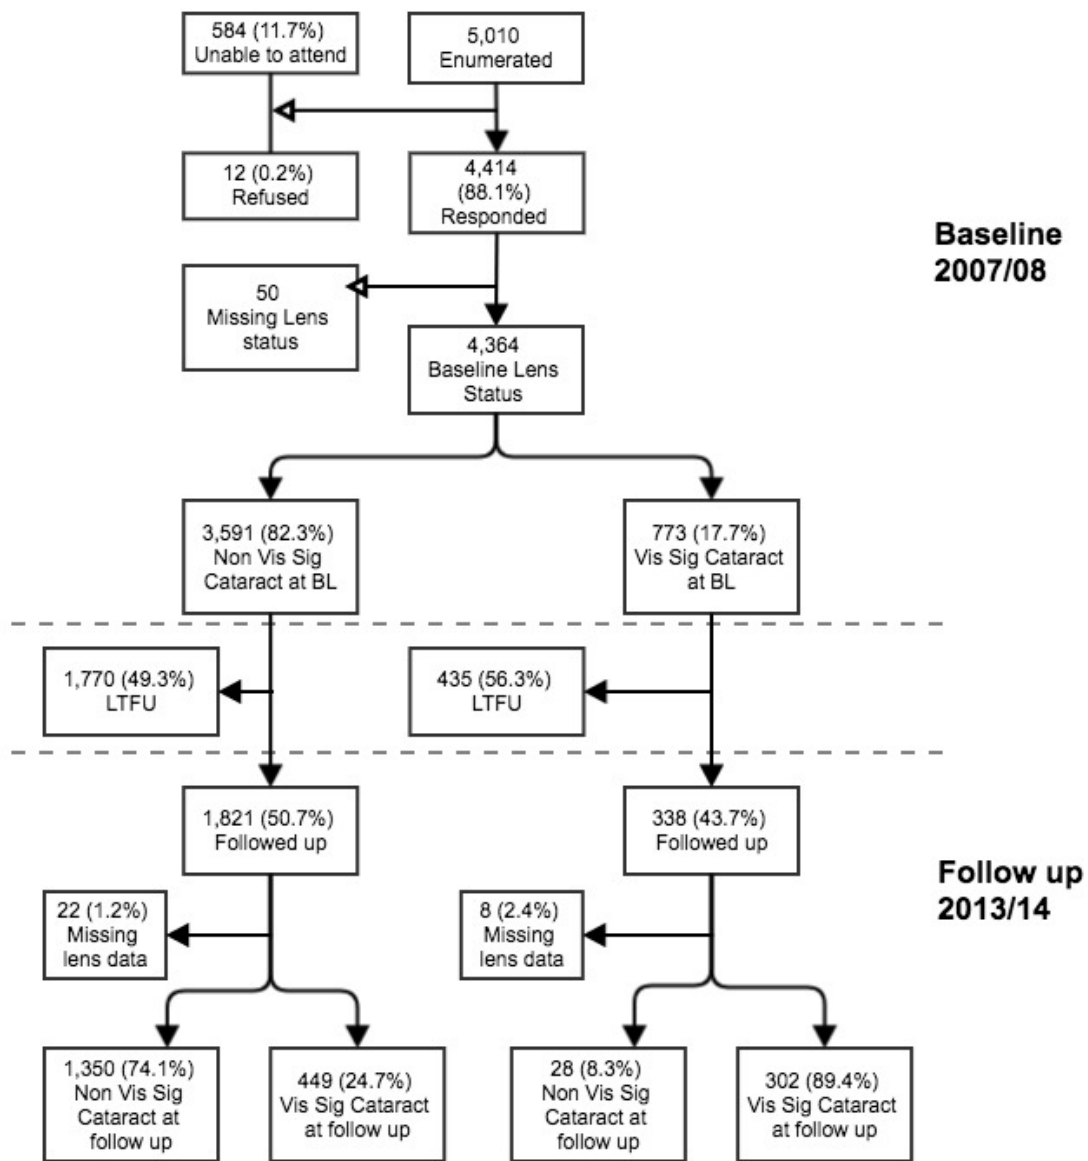 584 (11.7%)
Unable to attend
5,010
Enumerated
12 (0.2%)
Refused
4,414
(88.1%)
Responded
Baseline
2007/08
50
Missing Lens
status
4,364
Baseline Lens
Status
3,591 (82.3%)
Non Vis Sig
Cataract at BL
773 (17.7%)
Vis Sig Cataract
at BL
1,770 (49.3%)
LTFU
435 (56.3%)
LTFU
1,821 (50.7%)
Followed up
338 (43.7%)
Followed up
Follow up
2013/14
22 (1.2%)
Missing
lens data
8 (2.4%)
Missing
lens data
1,350 (74.1%)
Non Vis Sig
Cataract at
follow up
449 (24.7%)
Vis Sig Cataract
at follow up
28 (8.3%)
Non Vis Sig
Cataract at
follow up
302 (89.4%)
Vis Sig Cataract
at follow up